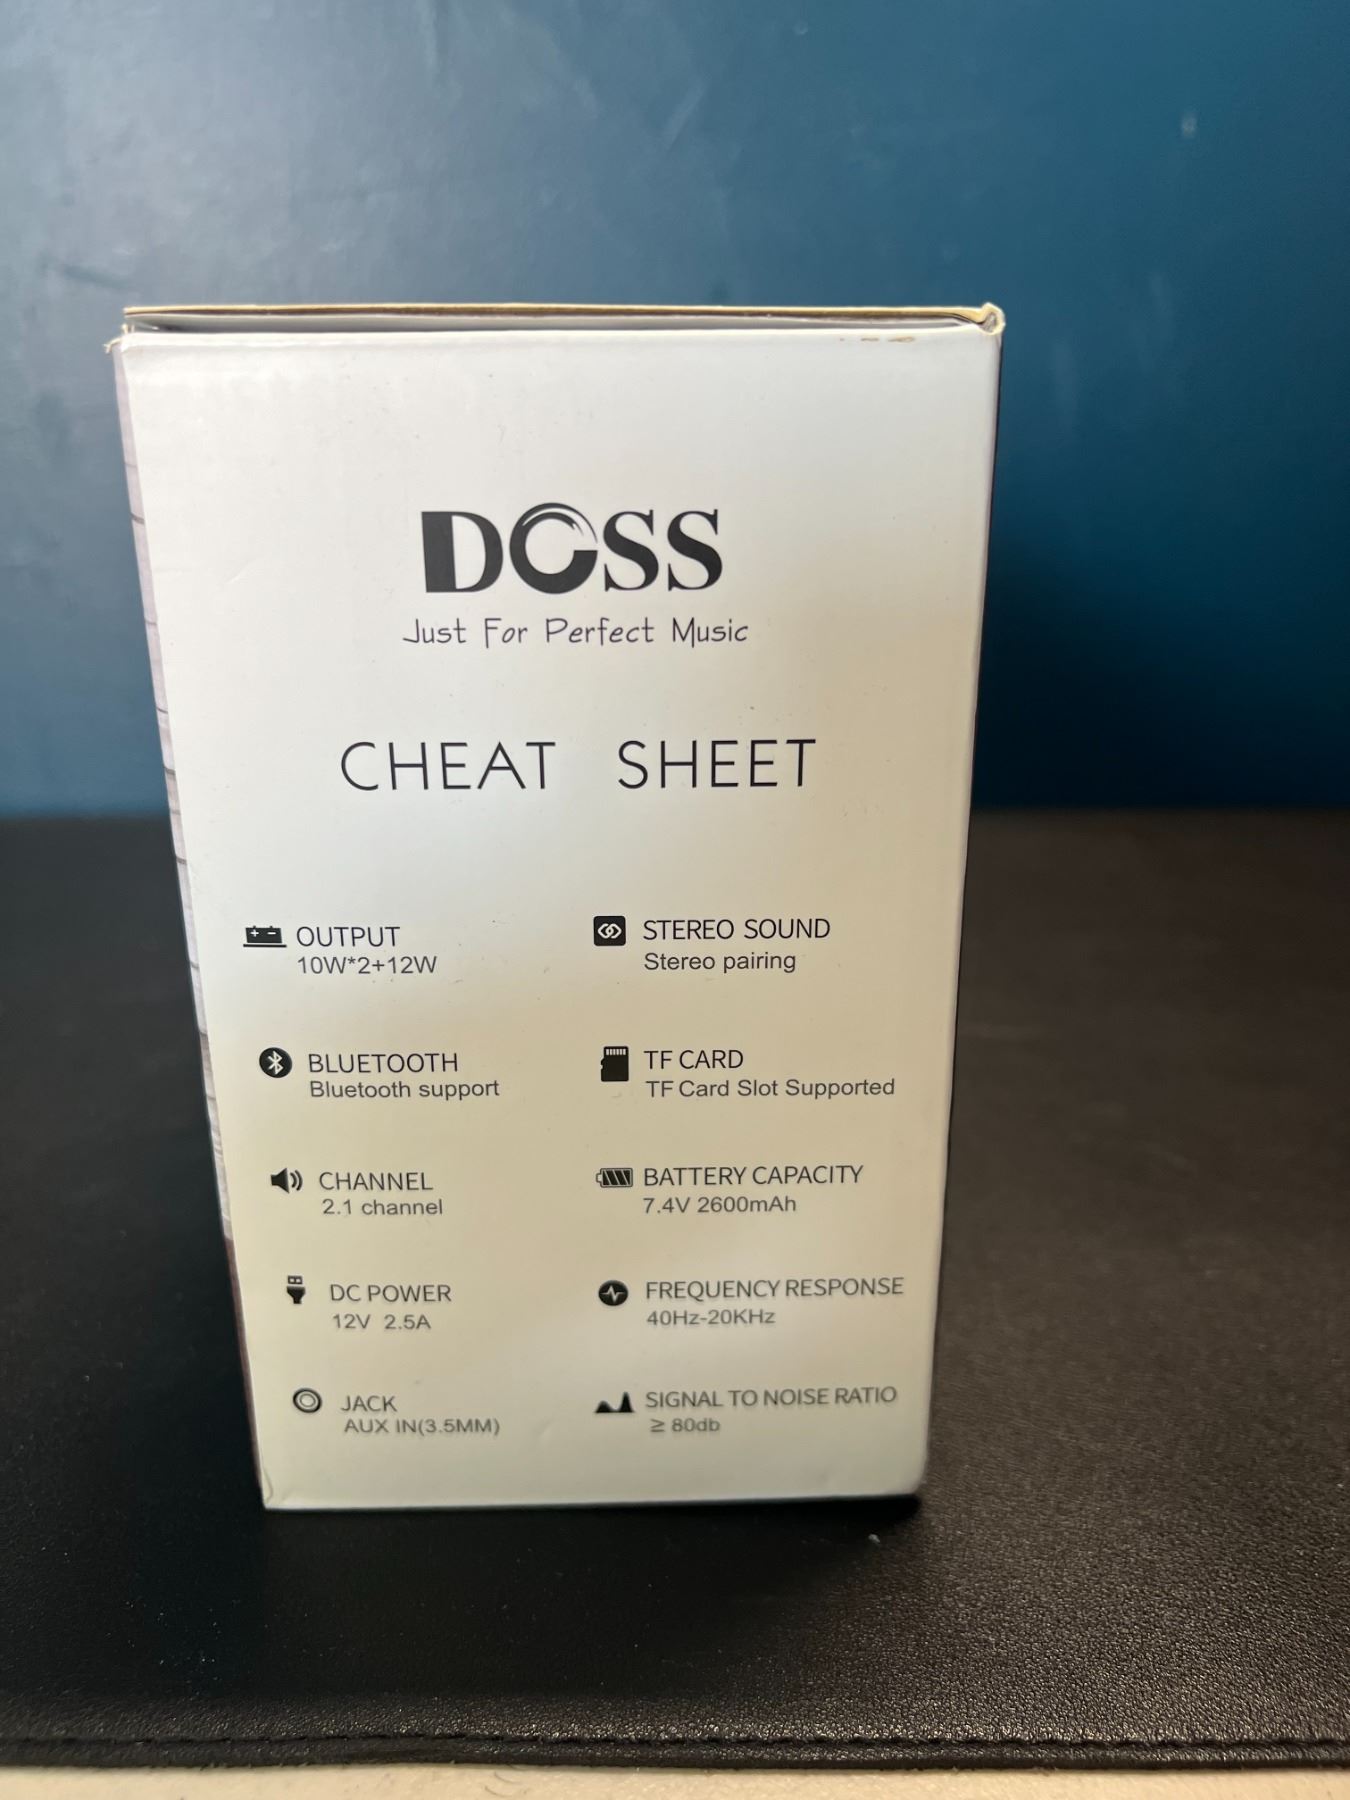 DOSS
Just For Perfect Music
CHEAT SHEET
OUTPUT
10W*2+12W
STEREO SOUND
Stereo pairing
BLUETOOTH
Bluetooth support
TF CARD
TF Card Slot Supported
CHANNEL
2.1 channel
BATTERY CAPACITY
7.4V 2600mAh
DC POWER
12V 2.5A
FREQUENCY RESPONSE
40Hz-20KHz
JACK
AUX IN(3.5MM)
SIGNAL TO NOISE RATIO
≥ 80db